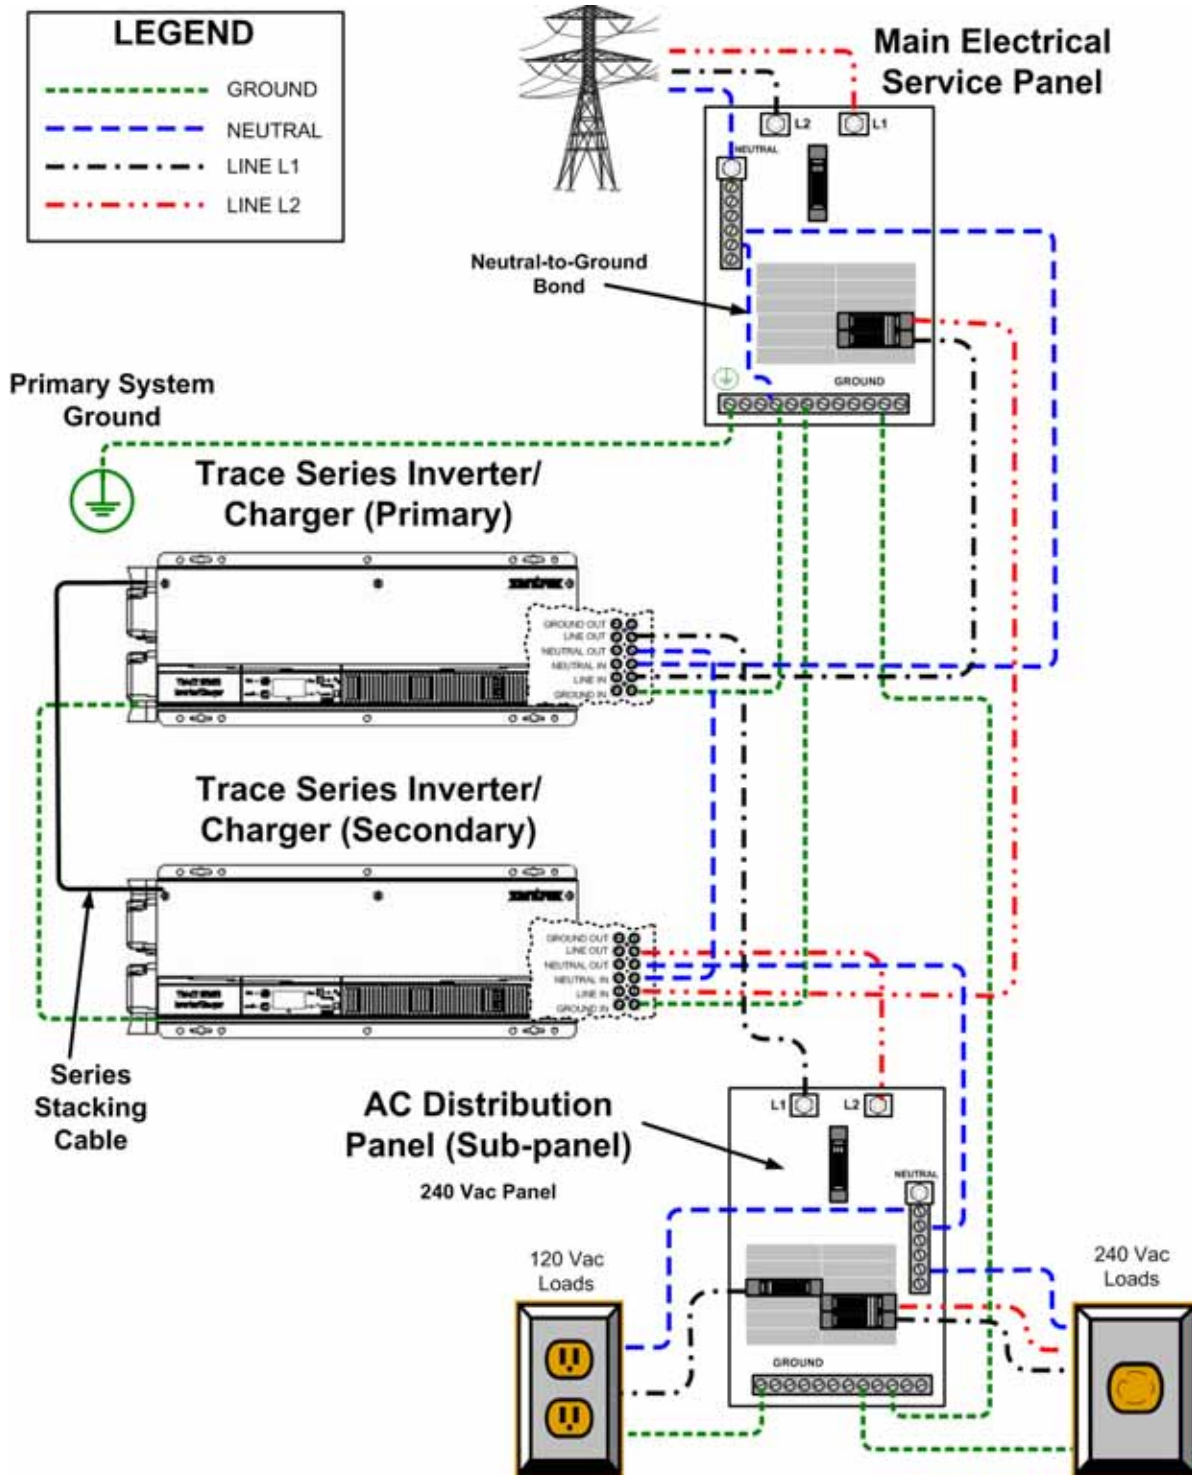 LEGEND
GROUND
NEUTRAL
LINE L1
LINE L2
Main Electrical
Service Panel
L2
L1
NEUTRAL
Neutral-to-Ground
Bond
GROUND
Primary System
Ground
Trace Series Inverter/
Charger (Primary)
GROUND OUT
LINE OUT
NEUTRAL OUT
NEUTRAL IN
LINE IN
GROUND IN
Trace Series Inverter/
Charger (Secondary)
GROUND OUT
LINE OUT
NEUTRAL OUT
NEUTRAL IN
LINE IN
GROUND IN
Series
Stacking
Cable
AC Distribution
Panel (Sub-panel)
240 Vac Panel
L1
L2
NEUTRAL
120 Vac
Loads
240 Vac
Loads
GROUND